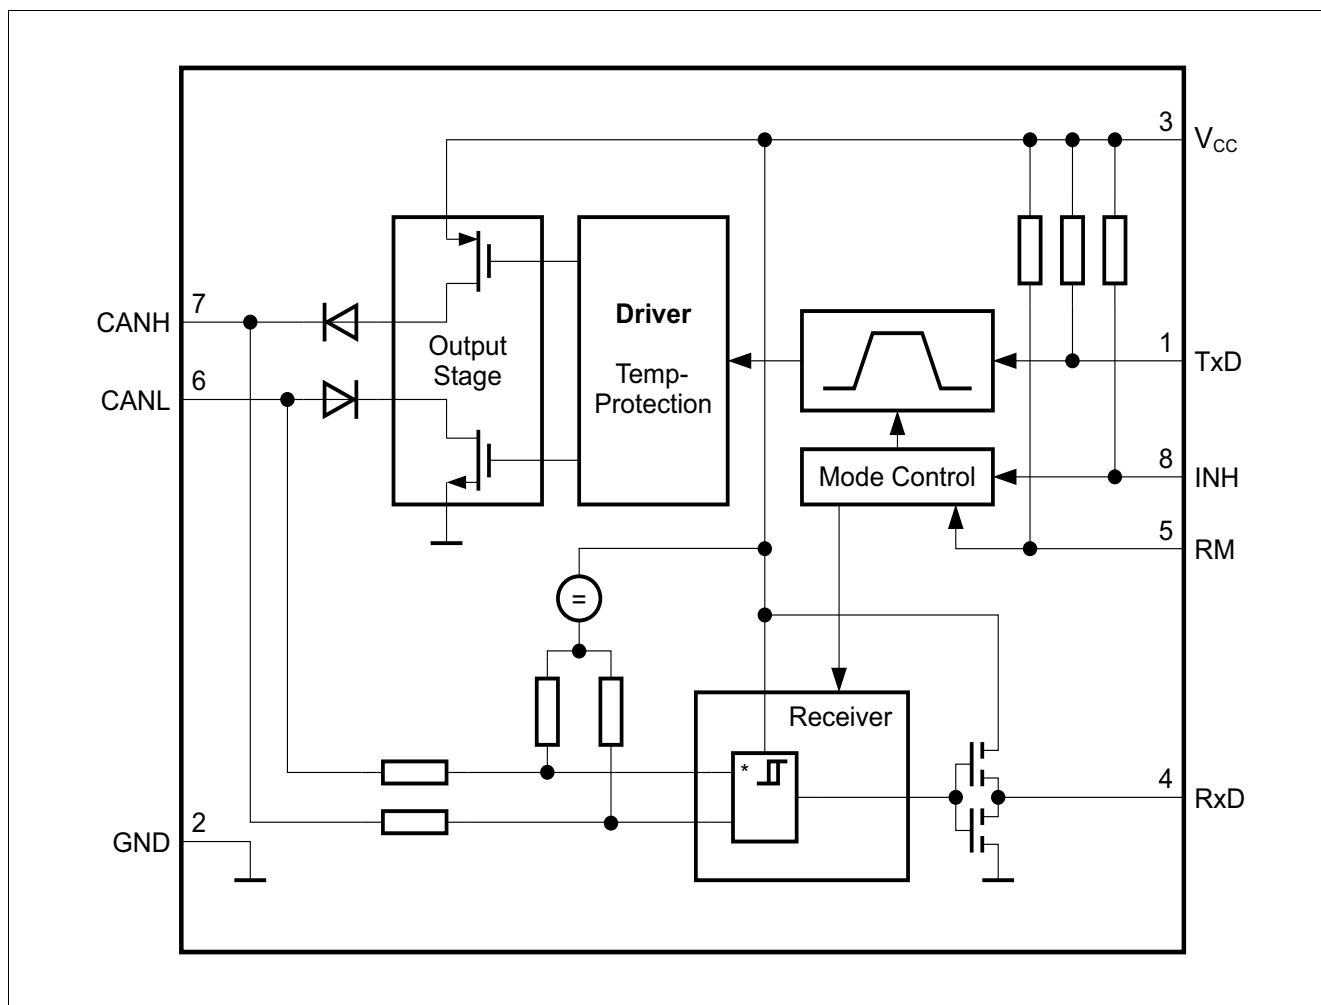 3
V_CC
7
CANH
Driver
Output
Stage
1
TxD
6
CANL
Temp-
Protection
8
INH
Mode Control
5
RM
=
Receiver
*
4
RxD
2
GND